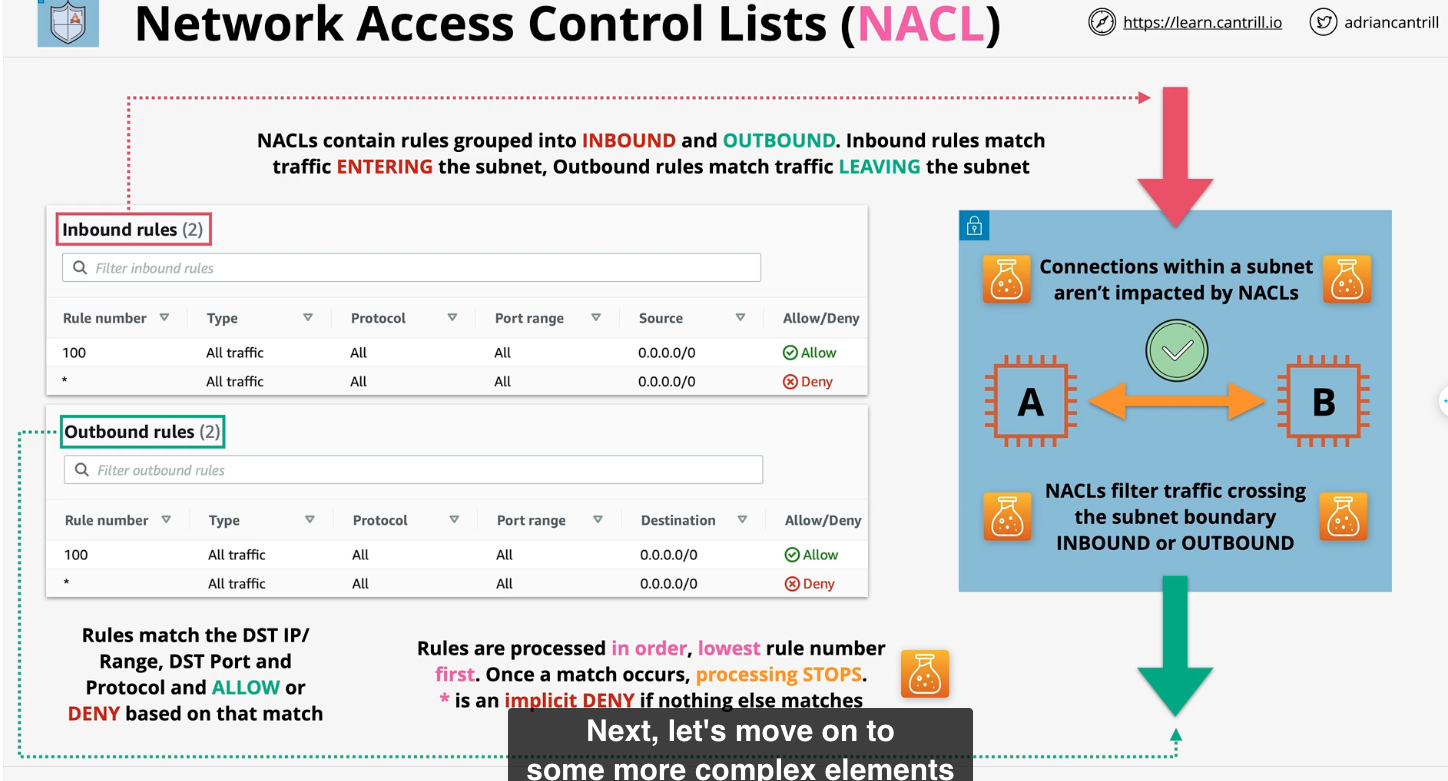 Network Access Control Lists (NACL)
https://learn.cantrill.io
adriancantrill
NACLs contain rules grouped into INBOUND and OUTBOUND. Inbound rules match
traffic ENTERING the subnet, Outbound rules match traffic LEAVING the subnet
Inbound rules (2)
Filter inbound rules
Rule number Type Protocol Port range Source Allow/Deny
100 All traffic All All 0.0.0.0/0 Allow
* All traffic All All 0.0.0.0/0 Deny
Outbound rules (2)
Filter outbound rules
Rule number Type Protocol Port range Destination Allow/Deny
100 All traffic All All 0.0.0.0/0 Allow
* All traffic All All 0.0.0.0/0 Deny
Connections within a subnet
aren't impacted by NACLs
A B
NACLs filter traffic crossing
the subnet boundary
INBOUND or OUTBOUND
Rules match the DST IP/
Range, DST Port and
Protocol and ALLOW or
DENY based on that match
Rules are processed in order, lowest rule number
first. Once a match occurs, processing STOPS.
* is an implicit DENY if nothing else matches
Next, let's move on to
some more complex elements